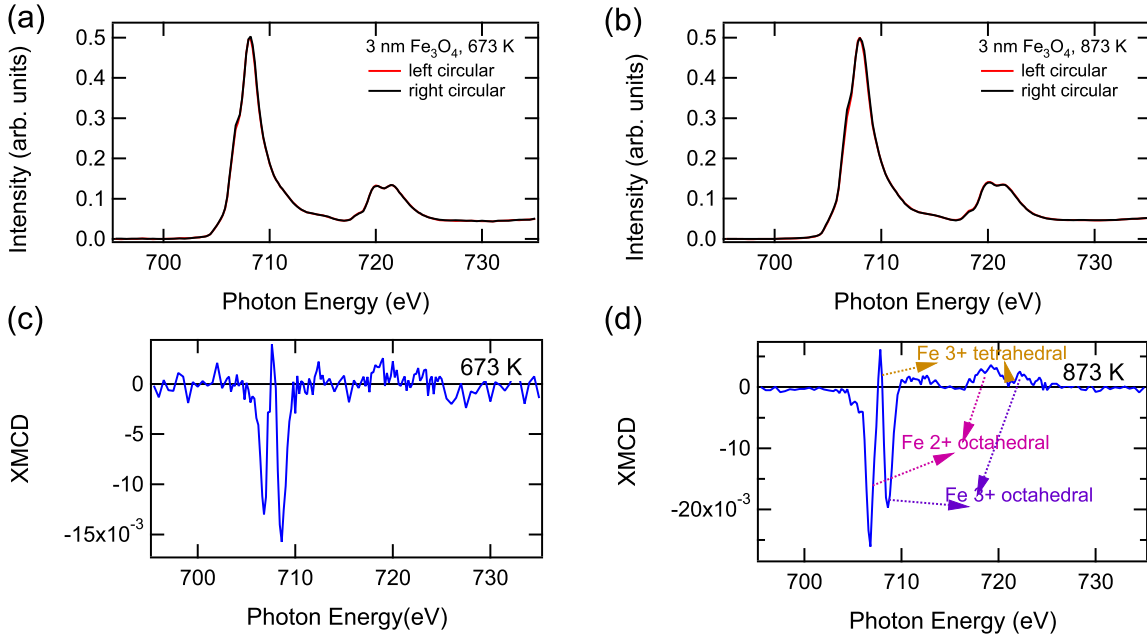 (a)
Intensity (arb. units)
0.5
0.4
0.3
0.2
0.1
0.0
3 nm Fe₃O₄, 673 K
left circular
right circular
700
710
720
730
Photon Energy (eV)
(b)
Intensity (arb. units)
0.5
0.4
0.3
0.2
0.1
0.0
3 nm Fe₃O₄, 873 K
left circular
right circular
700
710
720
730
Photon Energy (eV)
(c)
XMCD
0
-5
-10
-15x10⁻³
673 K
700
710
720
730
Photon Energy(eV)
(d)
XMCD
0
-10
-20x10⁻³
Fe 3+ tetrahedral
873 K
Fe 2+ octahedral
Fe 3+ octahedral
700
710
720
730
Photon Energy (eV)